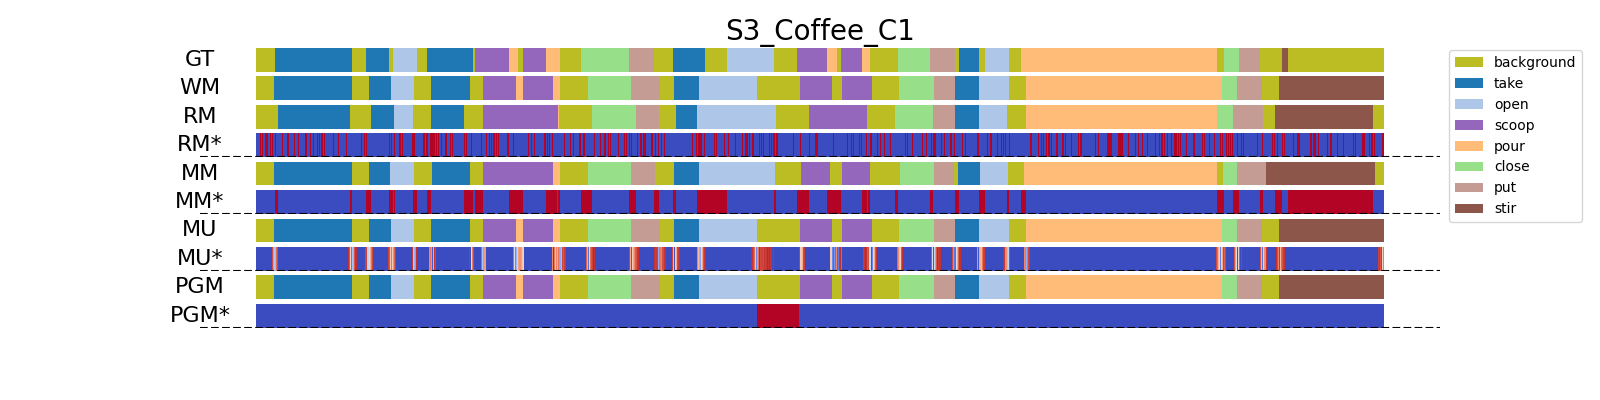 S3_Coffee_C1
GT
WM
RM
RM*
MM
MM*
MU
MU*
PGM
PGM*
background
take
open
scoop
pour
close
put
stir